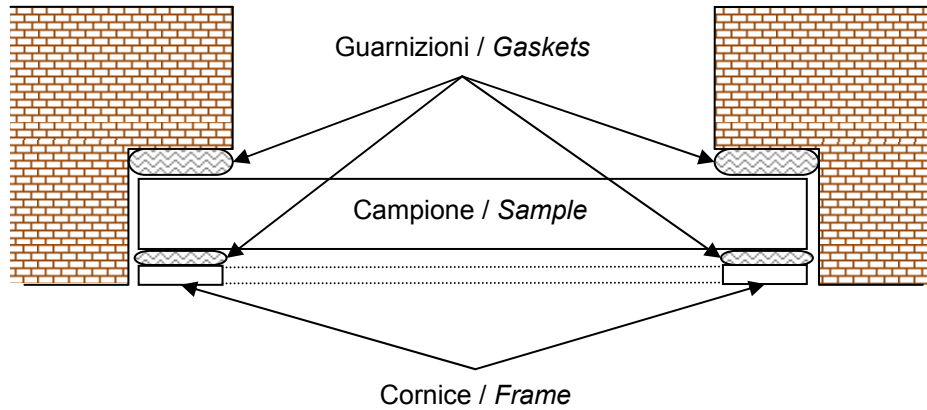 Guarnizioni / Gaskets
Campione / Sample
Cornice / Frame